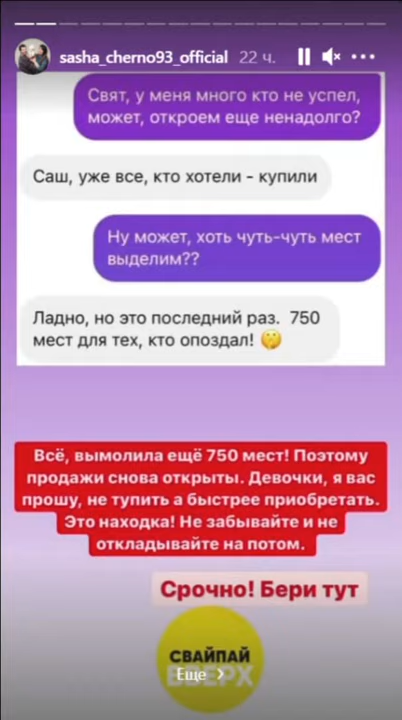 sasha_cherno93_official 22 ч.
Свят, у меня много кто не успел,
может, откроем еще ненадолго?
Саш, уже все, кто хотели - купили
Ну может, хоть чуть-чуть мест
выделим??
Ладно, но это последний раз. 750
мест для тех, кто опоздал!
Всё, вымолила ещё 750 мест! Поэтому
продажи снова открыты. Девочки, я вас
прошу, не тупить а быстрее приобретать.
Это находка! Не забывайте и не
откладывайте на потом.
Срочно! Бери тут
СВАЙПАЙ
ВВЕРХ
Еще